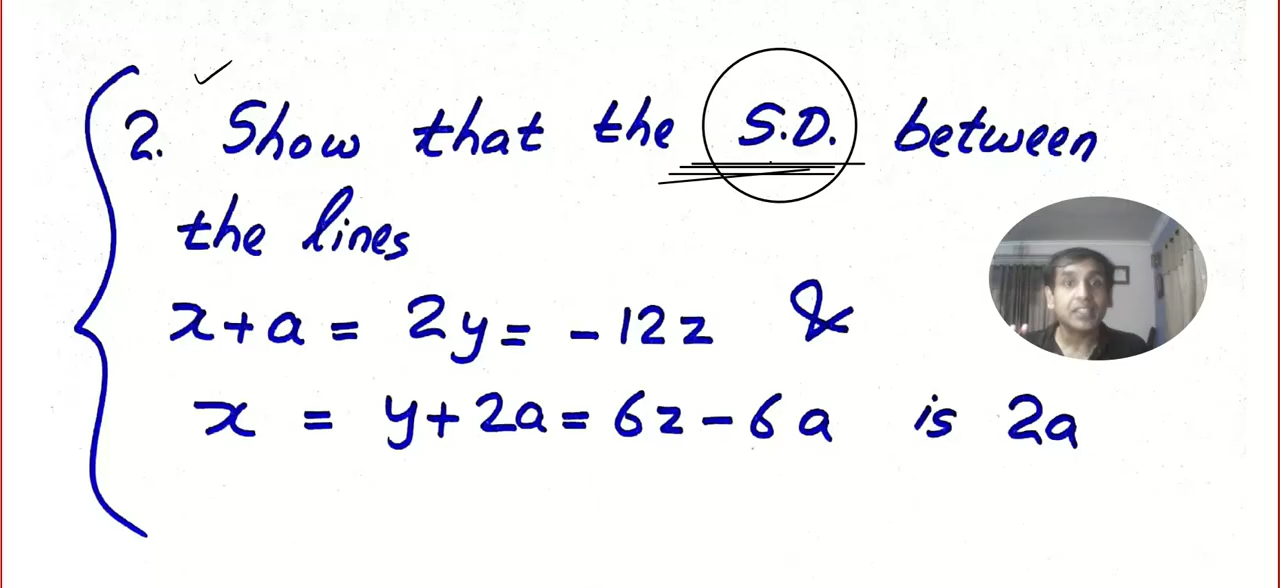 2. Show that the S.D. between
the lines
x+a = 2y = -12z &
x = y+2a = 6z-6a is 2a